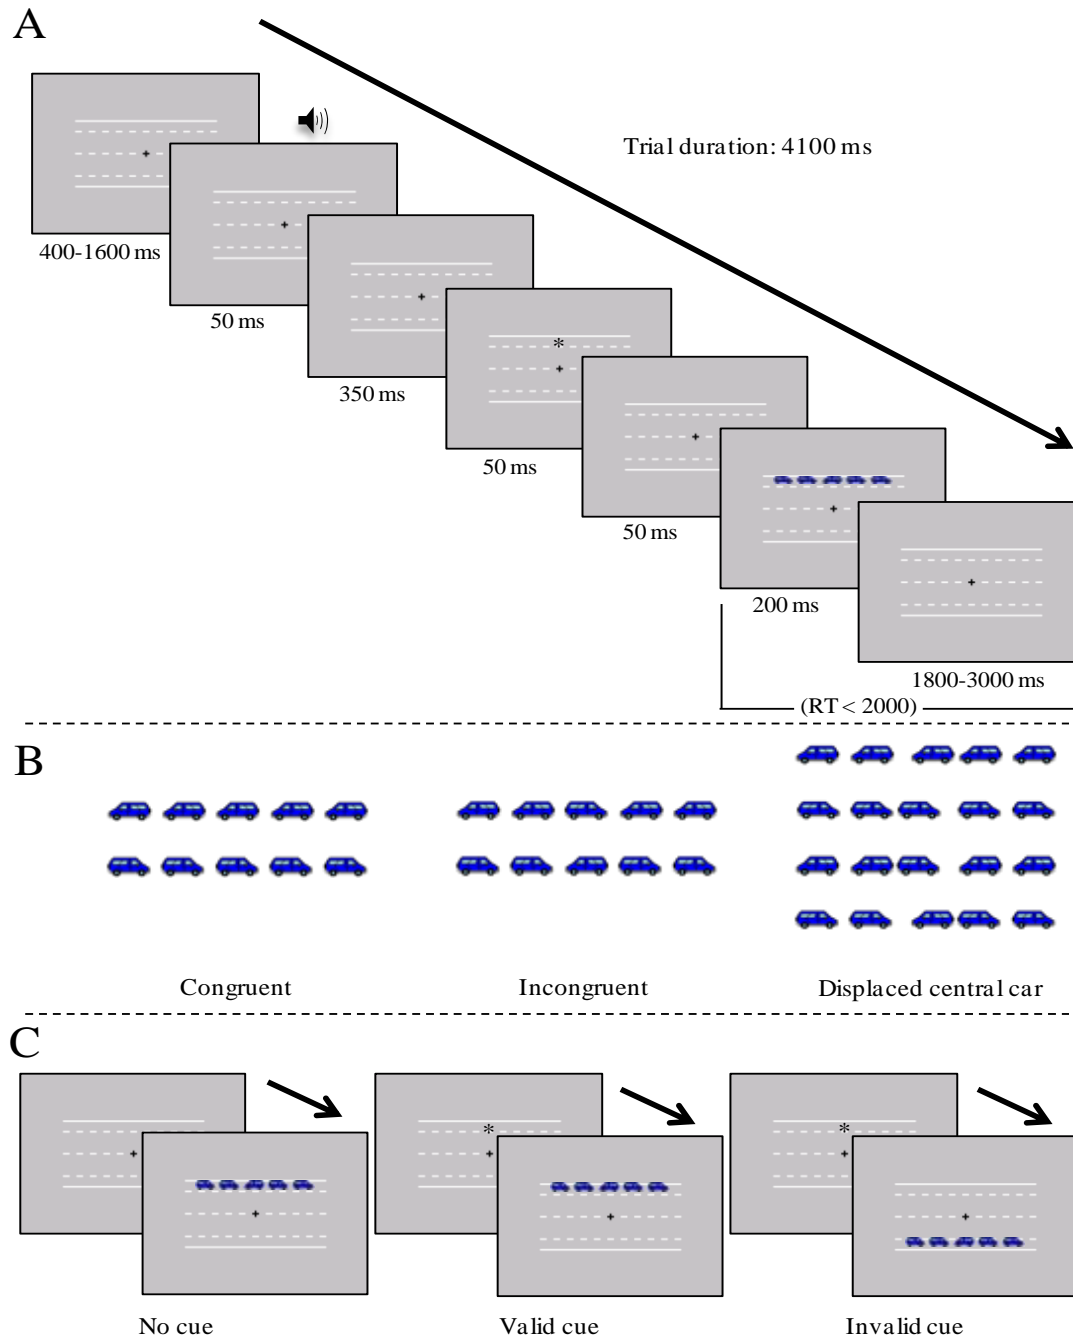 A
Trial duration: 4100 ms
400-1600 ms
50 ms
350 ms
*
50 ms
50 ms
200 ms
1800-3000 ms
(RT < 2000)
B
Congruent
Incongruent
Displaced central car
C
*
*
No cue
Valid cue
Invalid cue